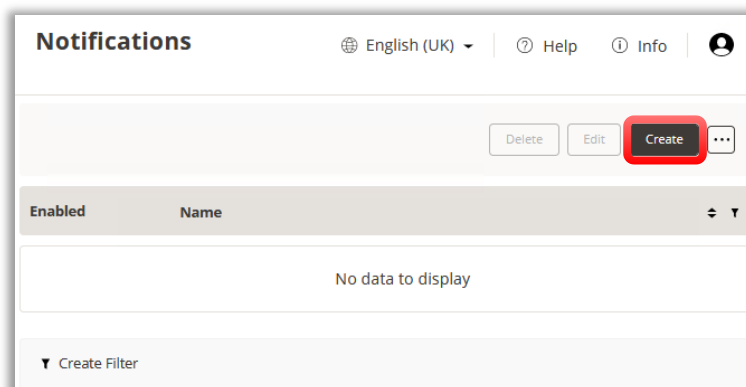 Notifications
English (UK)
Help
Info
Delete
Edit
Create
Enabled
Name
No data to display
Create Filter